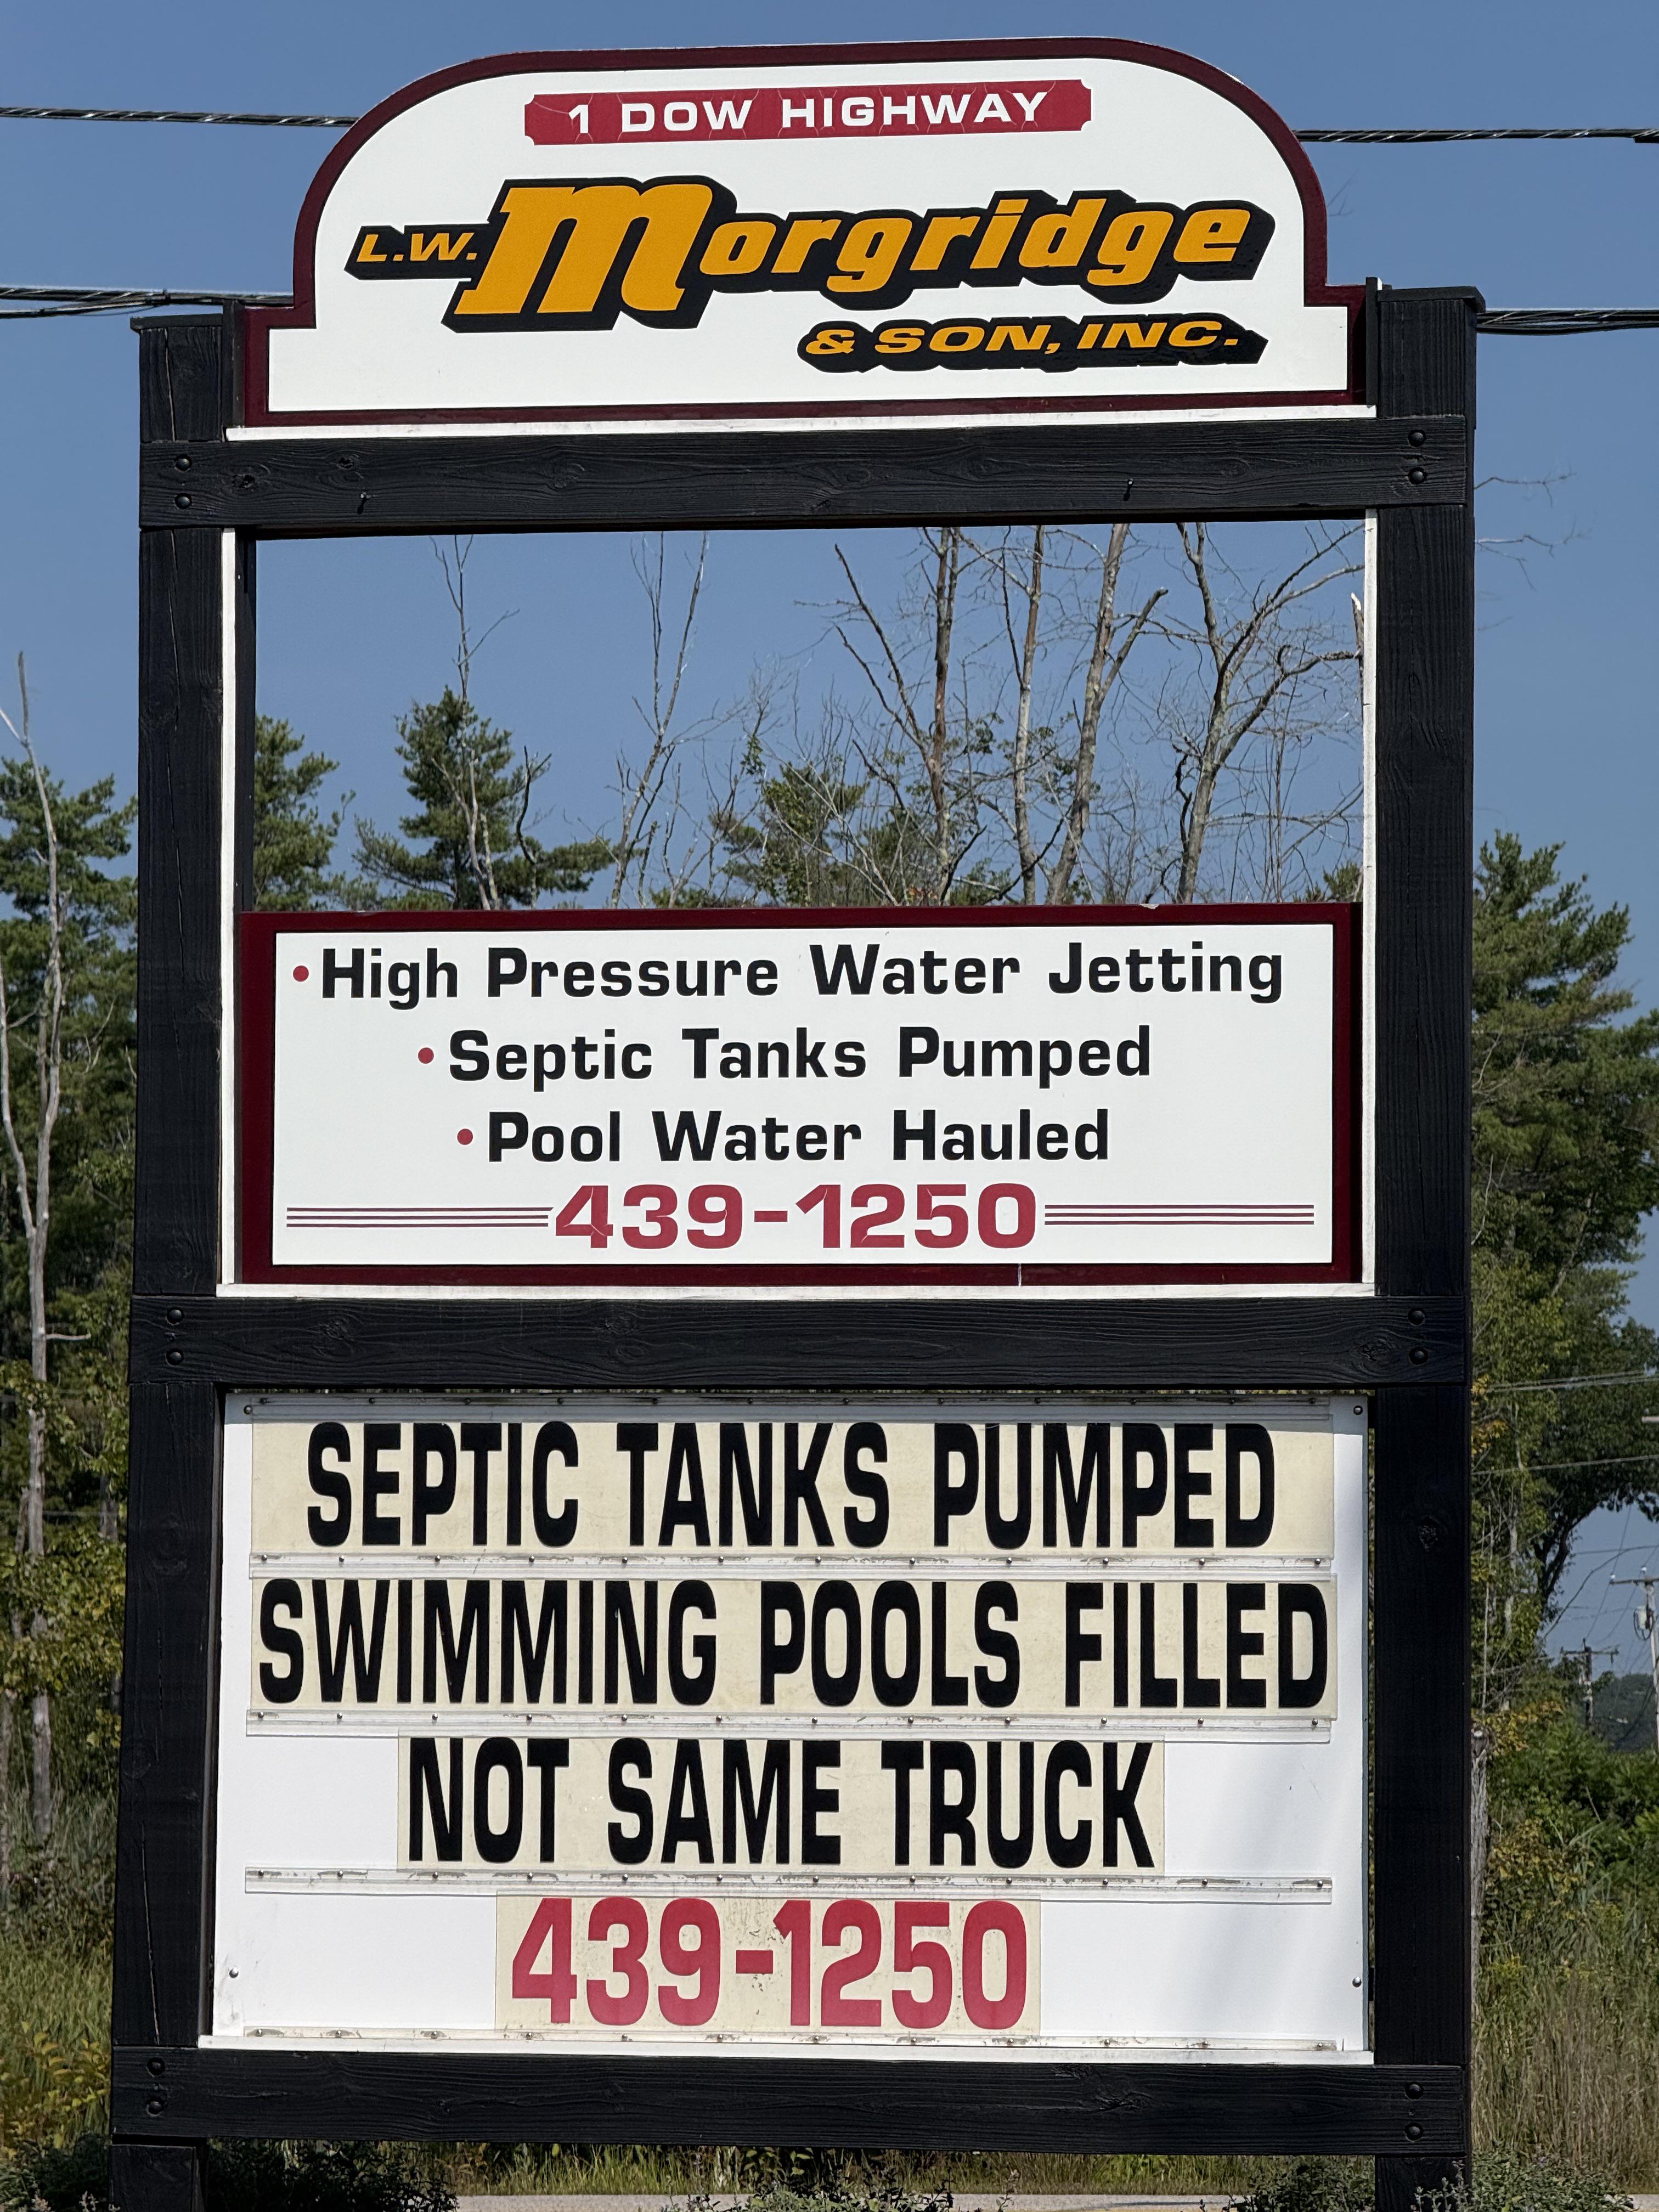 1 DOW HIGHWAY
L.W. Morgridge
& SON, INC.
•High Pressure Water Jetting
•Septic Tanks Pumped
•Pool Water Hauled
439-1250
SEPTIC TANKS PUMPED
SWIMMING POOLS FILLED
NOT SAME TRUCK
439-1250